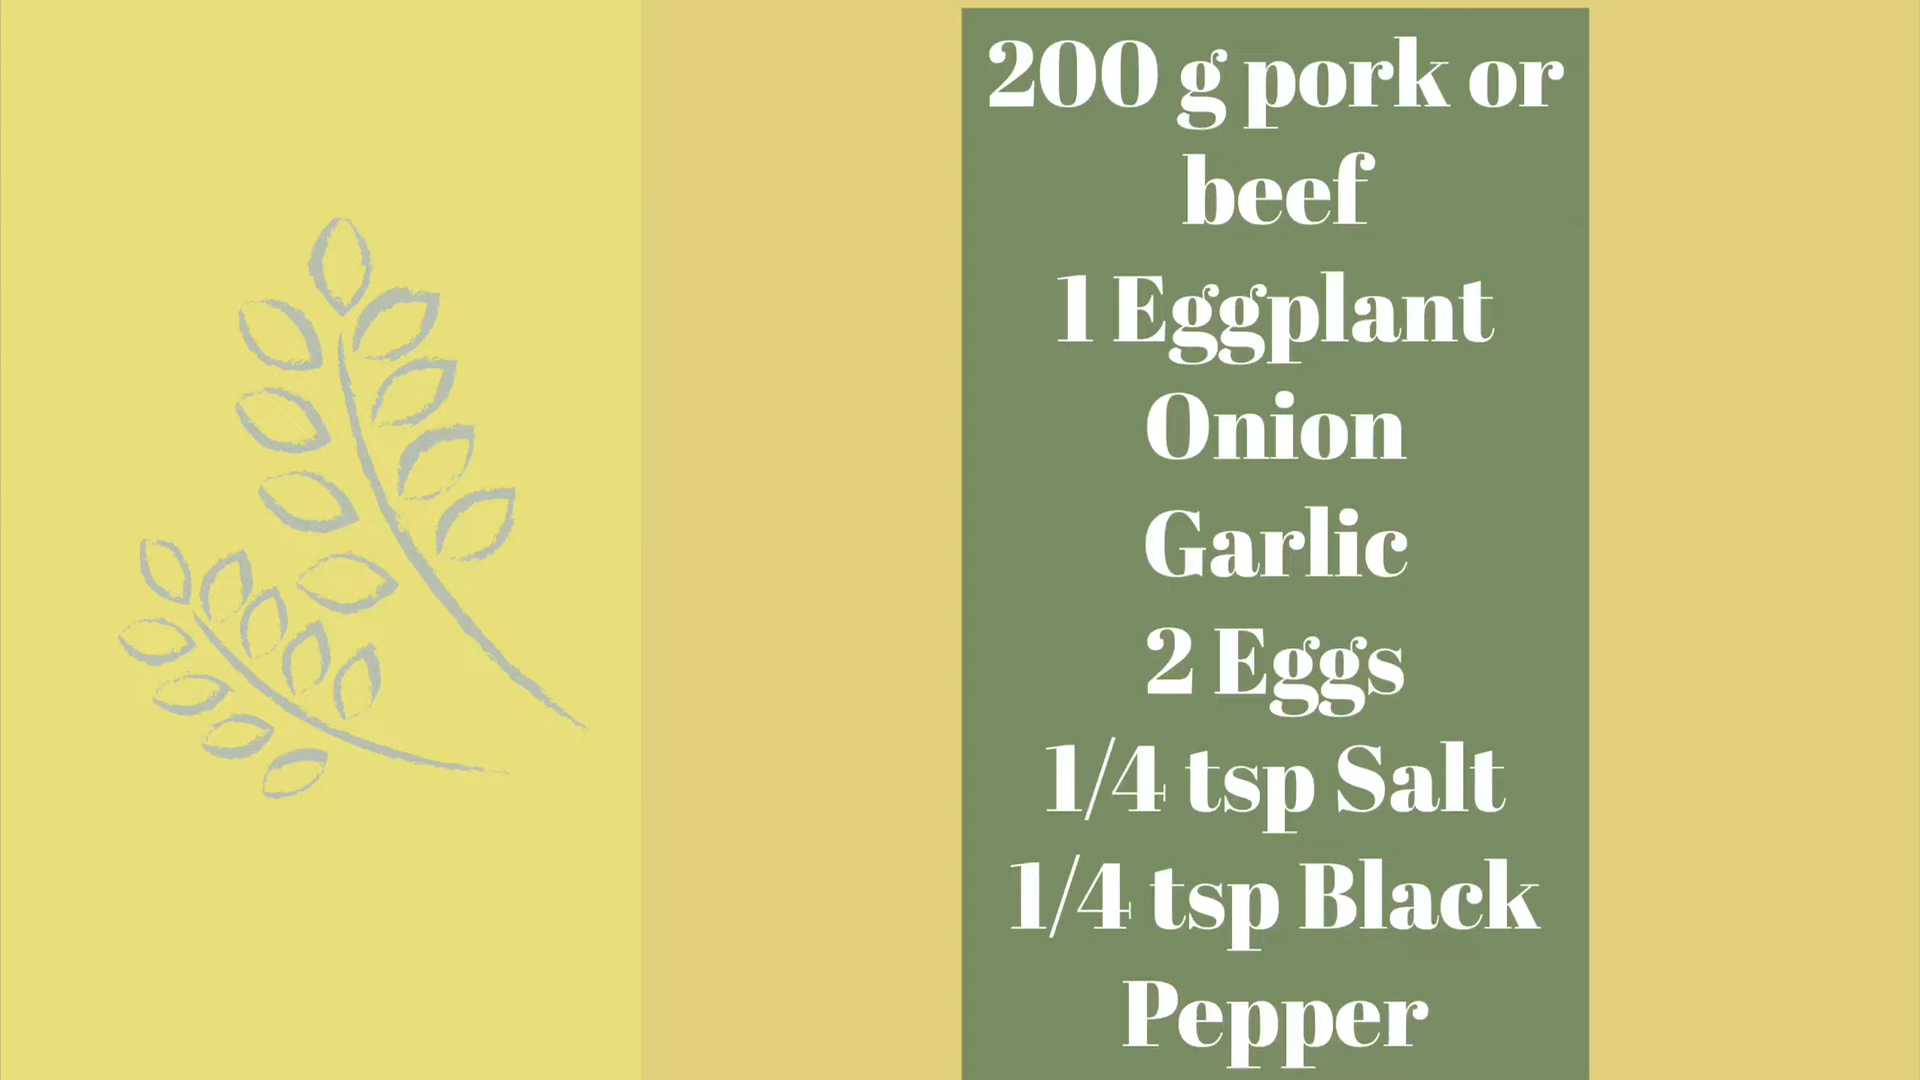 200 g pork or
beef
1 Eggplant
Onion
Garlic
2 Eggs
1/4 tsp Salt
1/4 tsp Black
Pepper